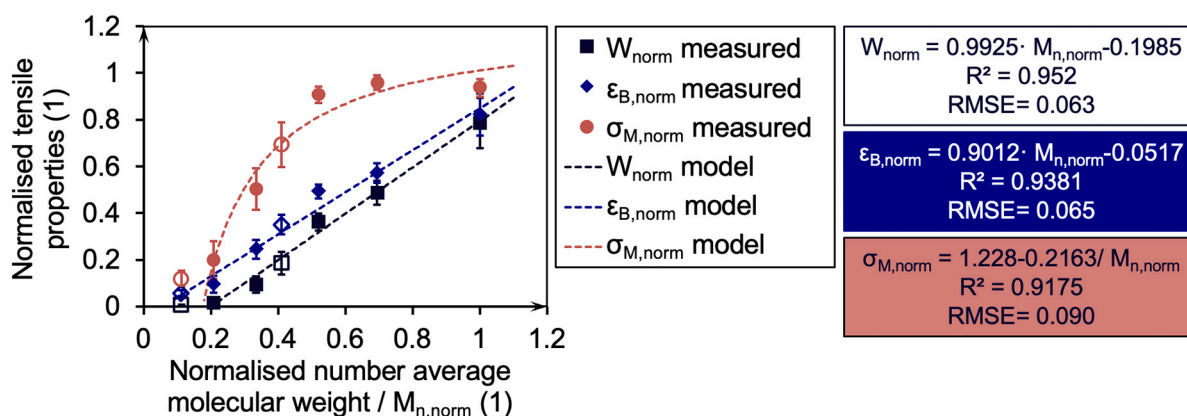 Normalised tensile
properties (1)
1.2
1
0.8
0.6
0.4
0.2
0
0 0.2 0.4 0.6 0.8 1 1.2
Normalised number average
molecular weight / Mn,norm (1)
Wnorm measured
εB,norm measured
σM,norm measured
Wnorm model
εB,norm model
σM,norm model
Wnorm = 0.9925· Mn,norm-0.1985
R² = 0.952
RMSE= 0.063
εB,norm = 0.9012· Mn,norm-0.0517
R² = 0.9381
RMSE= 0.065
σM,norm = 1.228-0.2163/ Mn,norm
R² = 0.9175
RMSE= 0.090